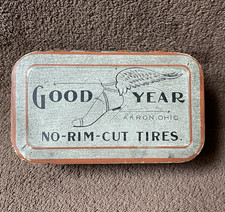 GOOD YEAR
AKRON, OHIO
NO-RIM-CUT TIRES.